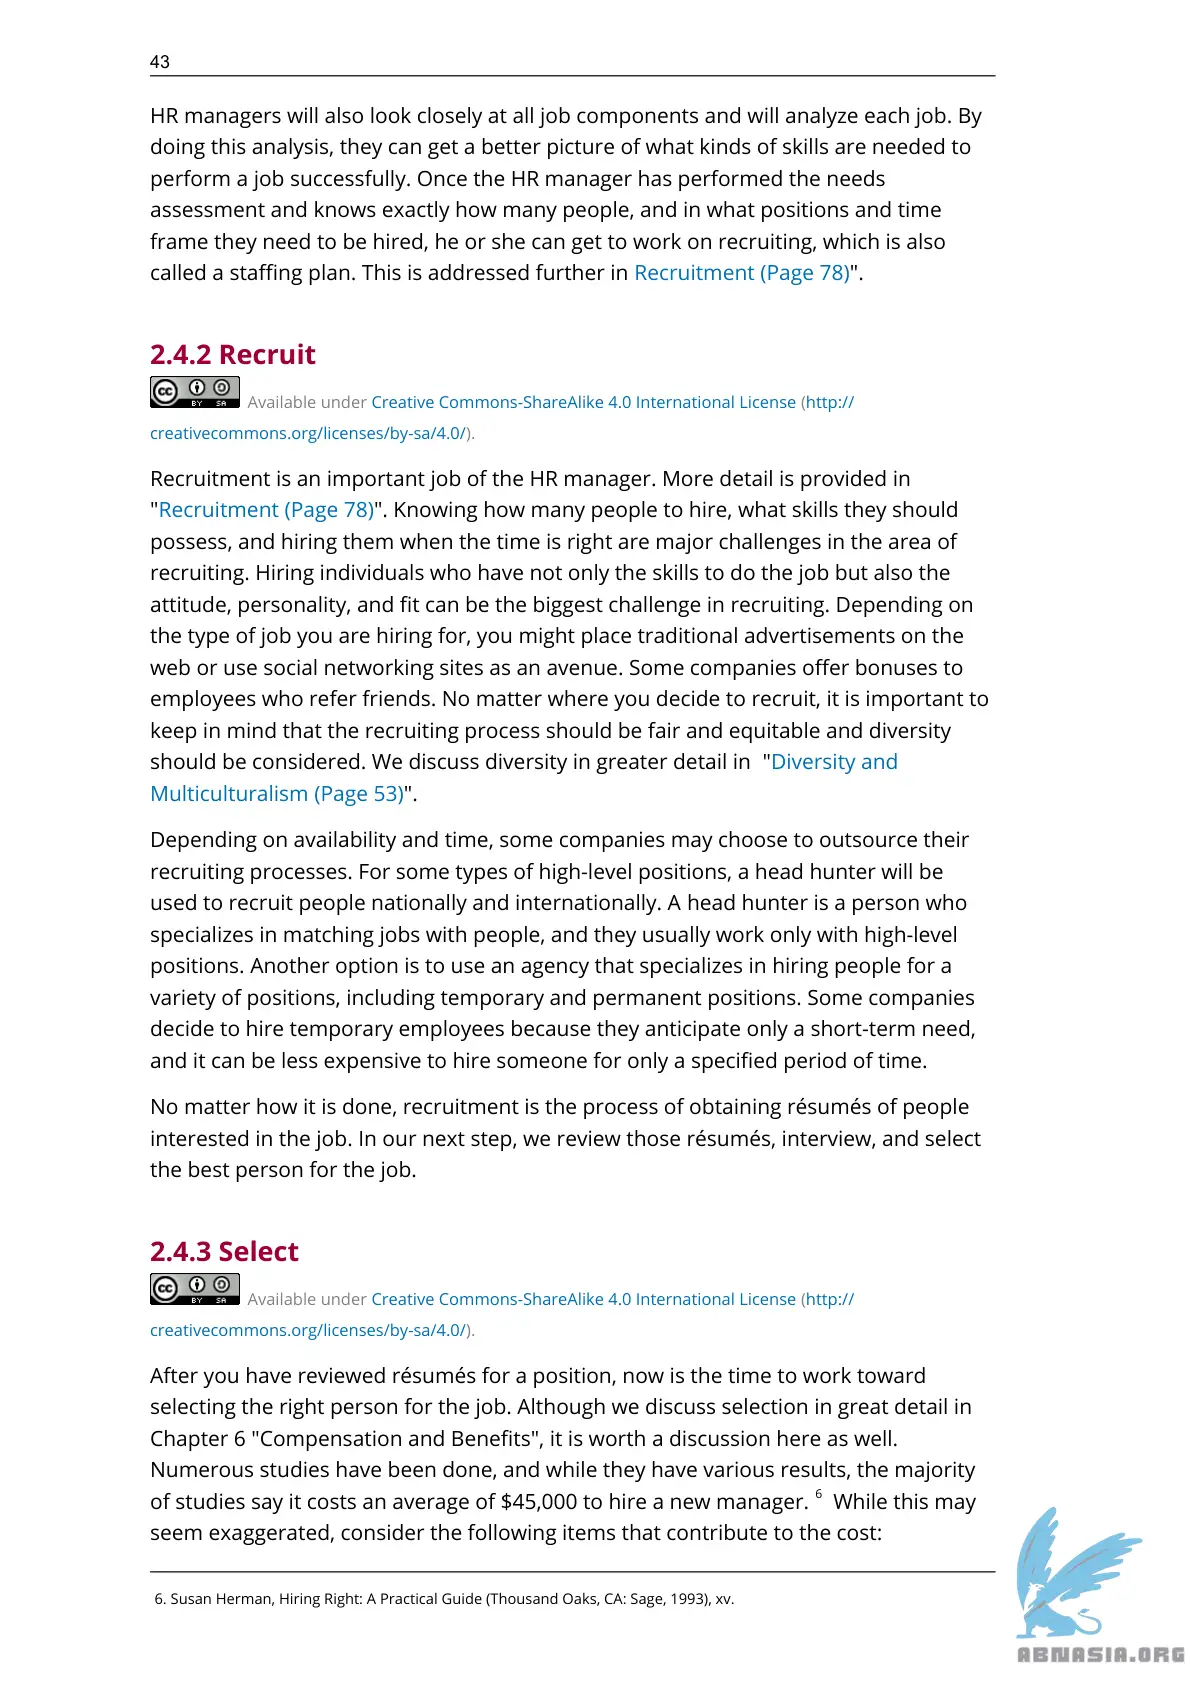 43
HR managers will also look closely at all job components and will analyze each job. By
doing this analysis, they can get a better picture of what kinds of skills are needed to
perform a job successfully. Once the HR manager has performed the needs
assessment and knows exactly how many people, and in what positions and time
frame they need to be hired, he or she can get to work on recruiting, which is also
called a staffing plan. This is addressed further in Recruitment (Page 78)".
2.4.2 Recruit
cc BY SA Available under Creative Commons-ShareAlike 4.0 International License (http://
creativecommons.org/licenses/by-sa/4.0/).
Recruitment is an important job of the HR manager. More detail is provided in
"Recruitment (Page 78)". Knowing how many people to hire, what skills they should
possess, and hiring them when the time is right are major challenges in the area of
recruiting. Hiring individuals who have not only the skills to do the job but also the
attitude, personality, and fit can be the biggest challenge in recruiting. Depending on
the type of job you are hiring for, you might place traditional advertisements on the
web or use social networking sites as an avenue. Some companies offer bonuses to
employees who refer friends. No matter where you decide to recruit, it is important to
keep in mind that the recruiting process should be fair and equitable and diversity
should be considered. We discuss diversity in greater detail in "Diversity and
Multiculturalism (Page 53)".
Depending on availability and time, some companies may choose to outsource their
recruiting processes. For some types of high-level positions, a head hunter will be
used to recruit people nationally and internationally. A head hunter is a person who
specializes in matching jobs with people, and they usually work only with high-level
positions. Another option is to use an agency that specializes in hiring people for a
variety of positions, including temporary and permanent positions. Some companies
decide to hire temporary employees because they anticipate only a short-term need,
and it can be less expensive to hire someone for only a specified period of time.
No matter how it is done, recruitment is the process of obtaining résumés of people
interested in the job. In our next step, we review those résumés, interview, and select
the best person for the job.
2.4.3 Select
cc BY SA Available under Creative Commons-ShareAlike 4.0 International License (http://
creativecommons.org/licenses/by-sa/4.0/).
After you have reviewed résumés for a position, now is the time to work toward
selecting the right person for the job. Although we discuss selection in great detail in
Chapter 6 "Compensation and Benefits", it is worth a discussion here as well.
Numerous studies have been done, and while they have various results, the majority
of studies say it costs an average of $45,000 to hire a new manager. 6 While this may
seem exaggerated, consider the following items that contribute to the cost:
6. Susan Herman, Hiring Right: A Practical Guide (Thousand Oaks, CA: Sage, 1993), xv.
ABNASIA.ORG